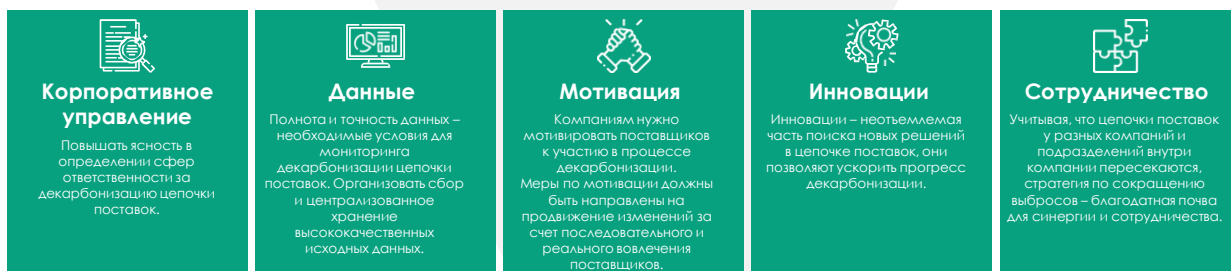 Корпоративное
управление
Повышать ясность в
определении сфер
ответственности за
декарбонизацию цепочки
поставок.
Данные
Полнота и точность данных –
необходимые условия для
мониторинга
декарбонизации цепочки
поставок. Организовать сбор
и централизованное
хранение
высококачественных
исходных данных.
Мотивация
Компаниям нужно
мотивировать поставщиков
к участию в процессе
декарбонизации.
Меры по мотивации должны
быть направлены на
продвижение изменений за
счет последовательного и
реального вовлечения
поставщиков.
Инновации
Инновации – неотъемлемая
часть поиска новых решений
в цепочке поставок, они
позволяют ускорить прогресс
декарбонизации.
Сотрудничество
Учитывая, что цепочки поставок
у разных компаний и
подразделений внутри
компании пересекаются,
стратегия по сокращению
выбросов – благодатная почва
для синергии и сотрудничества.